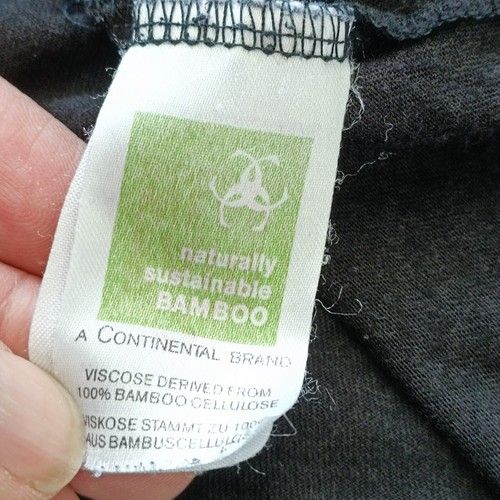 naturally
sustainable
BAMBOO
A CONTINENTAL BRAND
VISCOSE DERIVED FROM
100% BAMBOO CELLULOSE
VISKOSE STAMMT ZU 100%
AUS BAMBUSCELLULOSE